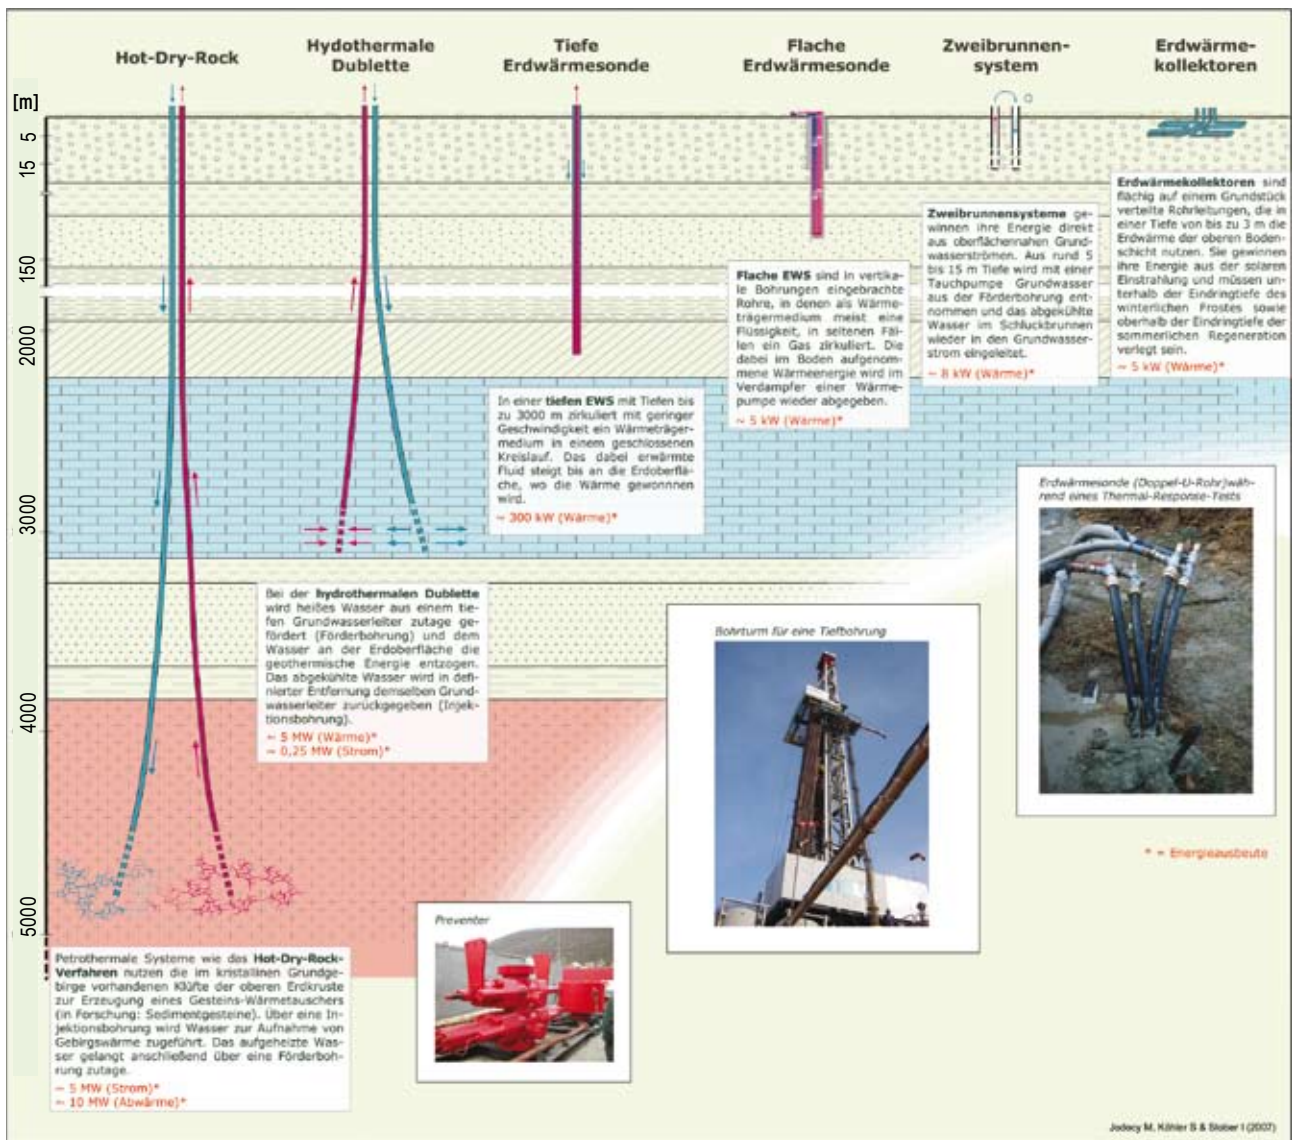 Hot-Dry-Rock
Hydothermale
Dublette
Tiefe
Erdwärmesonde
Flache
Erdwärmesonde
Zweibrunnen-
system
Erdwärme-
kollektoren
[m]
5
15
150
2000
3000
4000
5000
Erdwärmekollektoren sind
flächig auf einem Grundstück
verteilte Rohrleitungen, die in
einer Tiefe von bis zu 3 m die
Erdwärme der oberen Boden-
schicht nutzen. Sie gewinnen
ihre Energie aus der solaren
Einstrahlung und müssen un-
terhalb der Eindringtiefe des
winterlichen Frostes sowie
oberhalb der Eindringtiefe der
sommerlichen Regeneration
verlegt sein.
~ 5 kW (Wärme)*
Zweibrunnensysteme ge-
winnen ihre Energie direkt
aus oberflächennahen Grund-
wasserströmen. Aus rund 5
bis 15 m Tiefe wird mit einer
Tauchpumpe Grundwasser
aus der Förderbohrung ent-
nommen und das abgekühlte
Wasser im Schluckbrunnen
wieder in den Grundwasser-
strom eingeleitet.
~ 8 kW (Wärme)*
Flache EWS sind in vertika-
le Bohrungen eingebrachte
Rohre, in denen als Wärme-
trägermedium meist eine
Flüssigkeit, in seltenen Fäl-
len ein Gas zirkuliert. Die
dabei im Boden aufgenom-
mene Wärmeenergie wird im
Verdampfer einer Wärme-
pumpe wieder abgegeben.
~ 5 kW (Wärme)*
In einer tiefen EWS mit Tiefen bis
zu 3000 m zirkuliert mit geringer
Geschwindigkeit ein Wärmeträger-
medium in einem geschlossenen
Kreislauf. Das dabei erwärmte
Fluid steigt bis an die Erdoberflä-
che, wo die Wärme gewonnnen
wird.
~ 300 kW (Wärme)*
Bei der hydrothermalen Dublette
wird heißes Wasser aus einem tie-
fen Grundwasserleiter zutage ge-
fördert (Förderbohrung) und dem
Wasser an der Erdoberfläche die
geothermische Energie entzogen.
Das abgekühlte Wasser wird in defi-
nierter Entfernung demselben Grund-
wasserleiter zurückgegeben (Injek-
tionsbohrung).
~ 5 MW (Wärme)*
~ 0,25 MW (Strom)*
Petrothermale Systeme wie das Hot-Dry-Rock-
Verfahren nutzen die im kristallinen Grundge-
birge vorhandenen Klüfte der oberen Erdkruste
zur Erzeugung eines Gesteins-Wärmetauschers
(in Forschung: Sedimentgesteine). Über eine In-
jektionsbohrung wird Wasser zur Aufnahme von
Gebirgswärme zugeführt. Das aufgeheizte Was-
ser gelangt anschließend über eine Förderboh-
rung zutage.
~ 5 MW (Strom)*
~ 10 MW (Abwärme)*
Preventer
Bohrturm für eine Tiefbohrung
Erdwärmesonde (Doppel-U-Rohr)wäh-
rend eines Thermal-Response-Tests
* = Energieausbeute
Jodocy M, Köhler S & Stober I (2007)